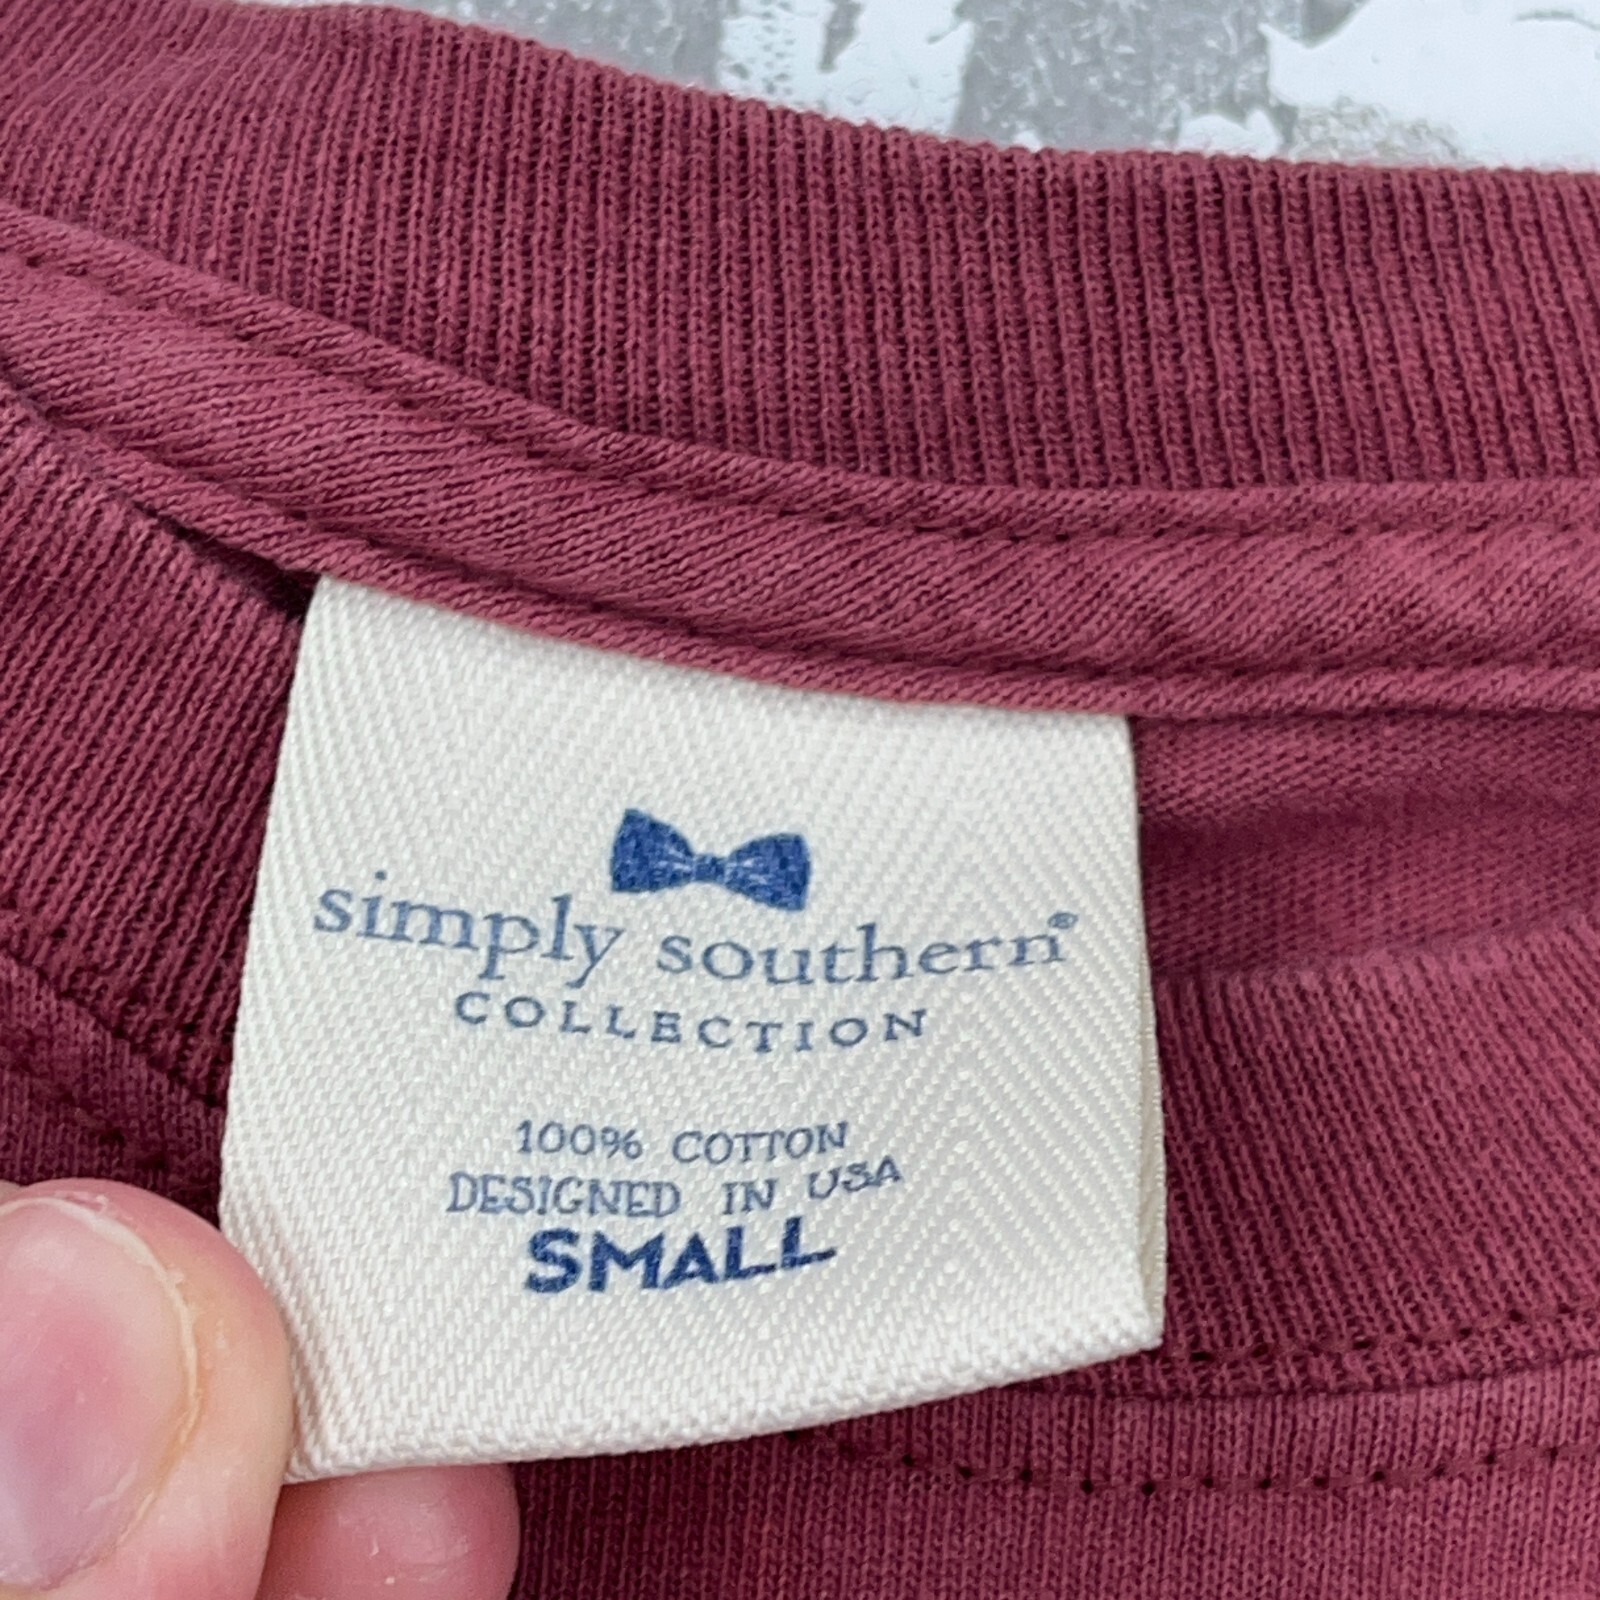 simply southern®
COLLECTION
100% COTTON
DESIGNED IN USA
SMALL